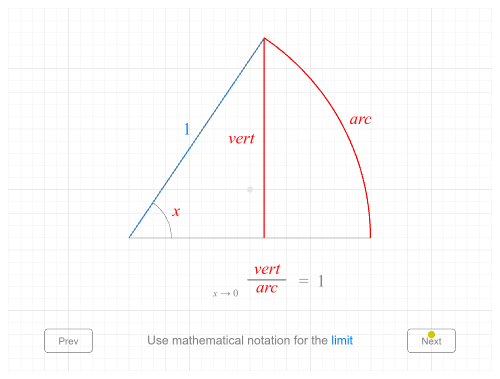 1
arc
vert
x
vert
arc
x → 0
= 1
Prev
Use mathematical notation for the limit
Next